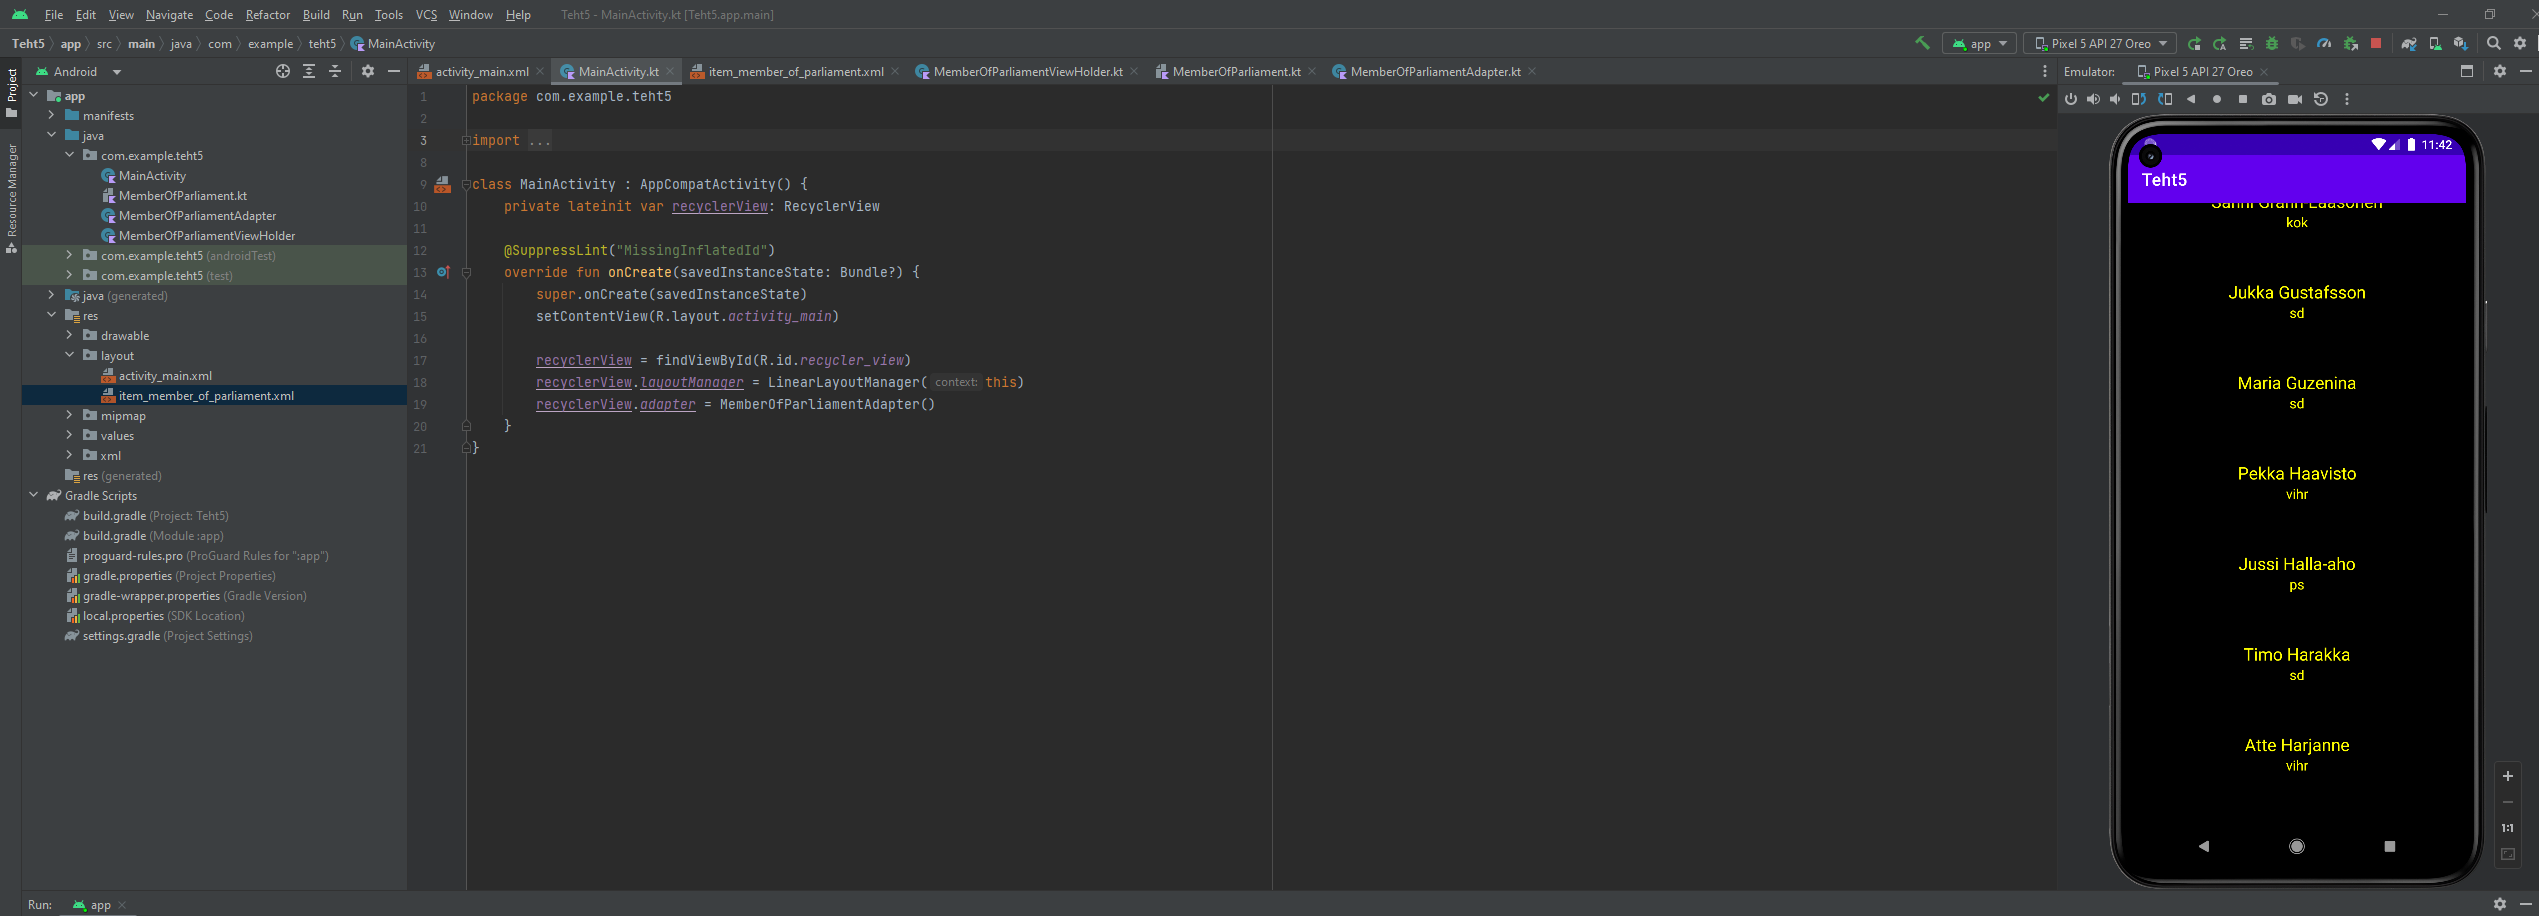 File Edit View Navigate Code Refactor Build Run Tools VCS Window Help Teht5 - MainActivity.kt [Teht5.app.main]
Teht5 app src main java com example teht5 MainActivity
app Pixel 5 API 27 Oreo
Project
Resource Manager
Android
app
manifests
java
com.example.teht5
MainActivity
MemberOfParliament.kt
MemberOfParliamentAdapter
MemberOfParliamentViewHolder
com.example.teht5 (androidTest)
com.example.teht5 (test)
java (generated)
res
drawable
layout
activity_main.xml
item_member_of_parliament.xml
mipmap
values
xml
res (generated)
Gradle Scripts
build.gradle (Project: Teht5)
build.gradle (Module :app)
proguard-rules.pro (ProGuard Rules for ":app")
gradle.properties (Project Properties)
gradle-wrapper.properties (Gradle Version)
local.properties (SDK Location)
settings.gradle (Project Settings)
activity_main.xml MainActivity.kt item_member_of_parliament.xml MemberOfParliamentViewHolder.kt MemberOfParliament.kt MemberOfParliamentAdapter.kt
1 package com.example.teht5
2
3 import ...
8
9 class MainActivity : AppCompatActivity() {
10 private lateinit var recyclerView: RecyclerView
11
12 @SuppressLint("MissingInflatedId")
13 override fun onCreate(savedInstanceState: Bundle?) {
14 super.onCreate(savedInstanceState)
15 setContentView(R.layout.activity_main)
16
17 recyclerView = findViewById(R.id.recycler_view)
18 recyclerView.layoutManager = LinearLayoutManager( context: this)
19 recyclerView.adapter = MemberOfParliamentAdapter()
20 }
21 }
Emulator: Pixel 5 API 27 Oreo
11:42
Teht5
Sanni Grahn-Laasonen
kok
Jukka Gustafsson
sd
Maria Guzenina
sd
Pekka Haavisto
vihr
Jussi Halla-aho
ps
Timo Harakka
sd
Atte Harjanne
vihr
1:1
Run: app